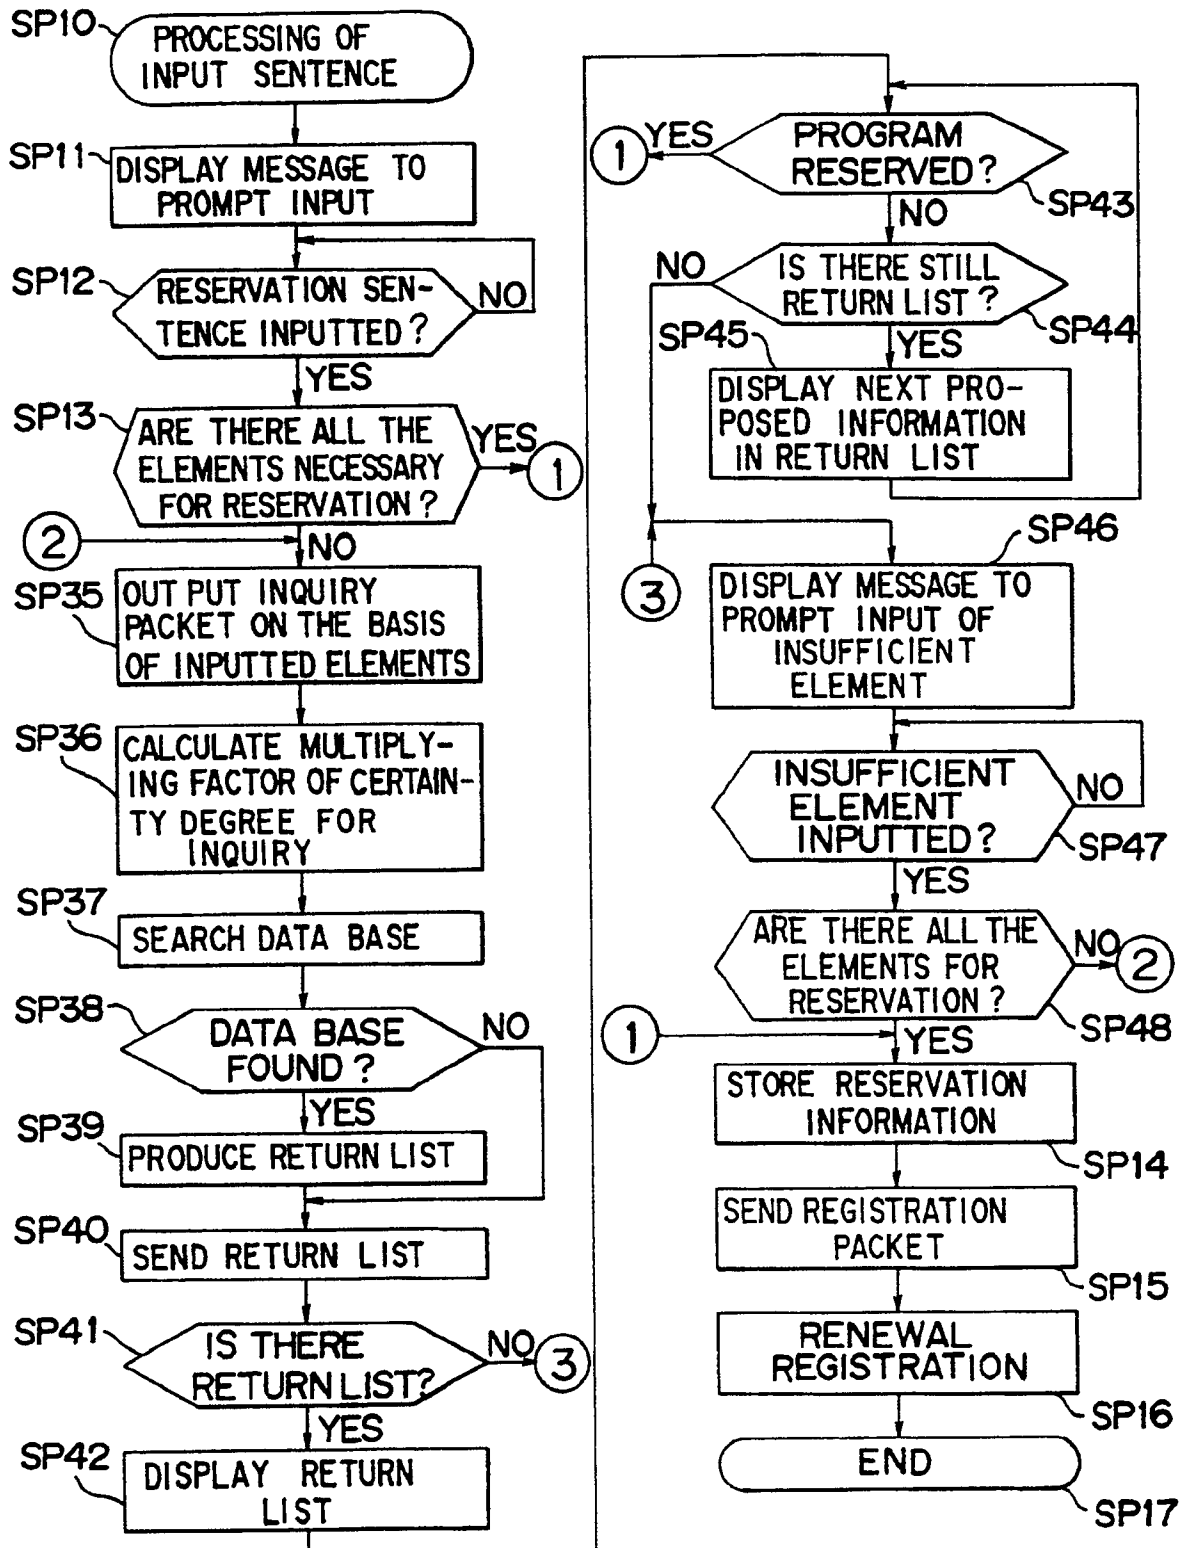 SP10
PROCESSING OF
INPUT SENTENCE
SP11
DISPLAY MESSAGE TO
PROMPT INPUT
SP12
RESERVATION SEN-
TENCE INPUTTED?
NO
YES
SP13
ARE THERE ALL THE
ELEMENTS NECESSARY
FOR RESERVATION?
YES
1
2
NO
SP35
OUT PUT INQUIRY
PACKET ON THE BASIS
OF INPUTTED ELEMENTS
SP36
CALCULATE MULTIPLY-
ING FACTOR OF CERTAIN-
TY DEGREE FOR
INQUIRY
SP37
SEARCH DATA BASE
SP38
DATA BASE
FOUND?
NO
YES
SP39
PRODUCE RETURN LIST
SP40
SEND RETURN LIST
SP41
IS THERE
RETURN LIST?
NO
3
YES
SP42
DISPLAY RETURN
LIST
1
YES
PROGRAM
RESERVED?
SP43
NO
NO
IS THERE STILL
RETURN LIST?
SP44
SP45
YES
DISPLAY NEXT PRO-
POSED INFORMATION
IN RETURN LIST
3
SP46
DISPLAY MESSAGE TO
PROMPT INPUT OF
INSUFFICIENT
ELEMENT
INSUFFICIENT
ELEMENT
INPUTTED?
NO
SP47
YES
ARE THERE ALL THE
ELEMENTS FOR
RESERVATION?
NO
2
SP48
1
YES
STORE RESERVATION
INFORMATION
SP14
SEND REGISTRATION
PACKET
SP15
RENEWAL
REGISTRATION
SP16
END
SP17